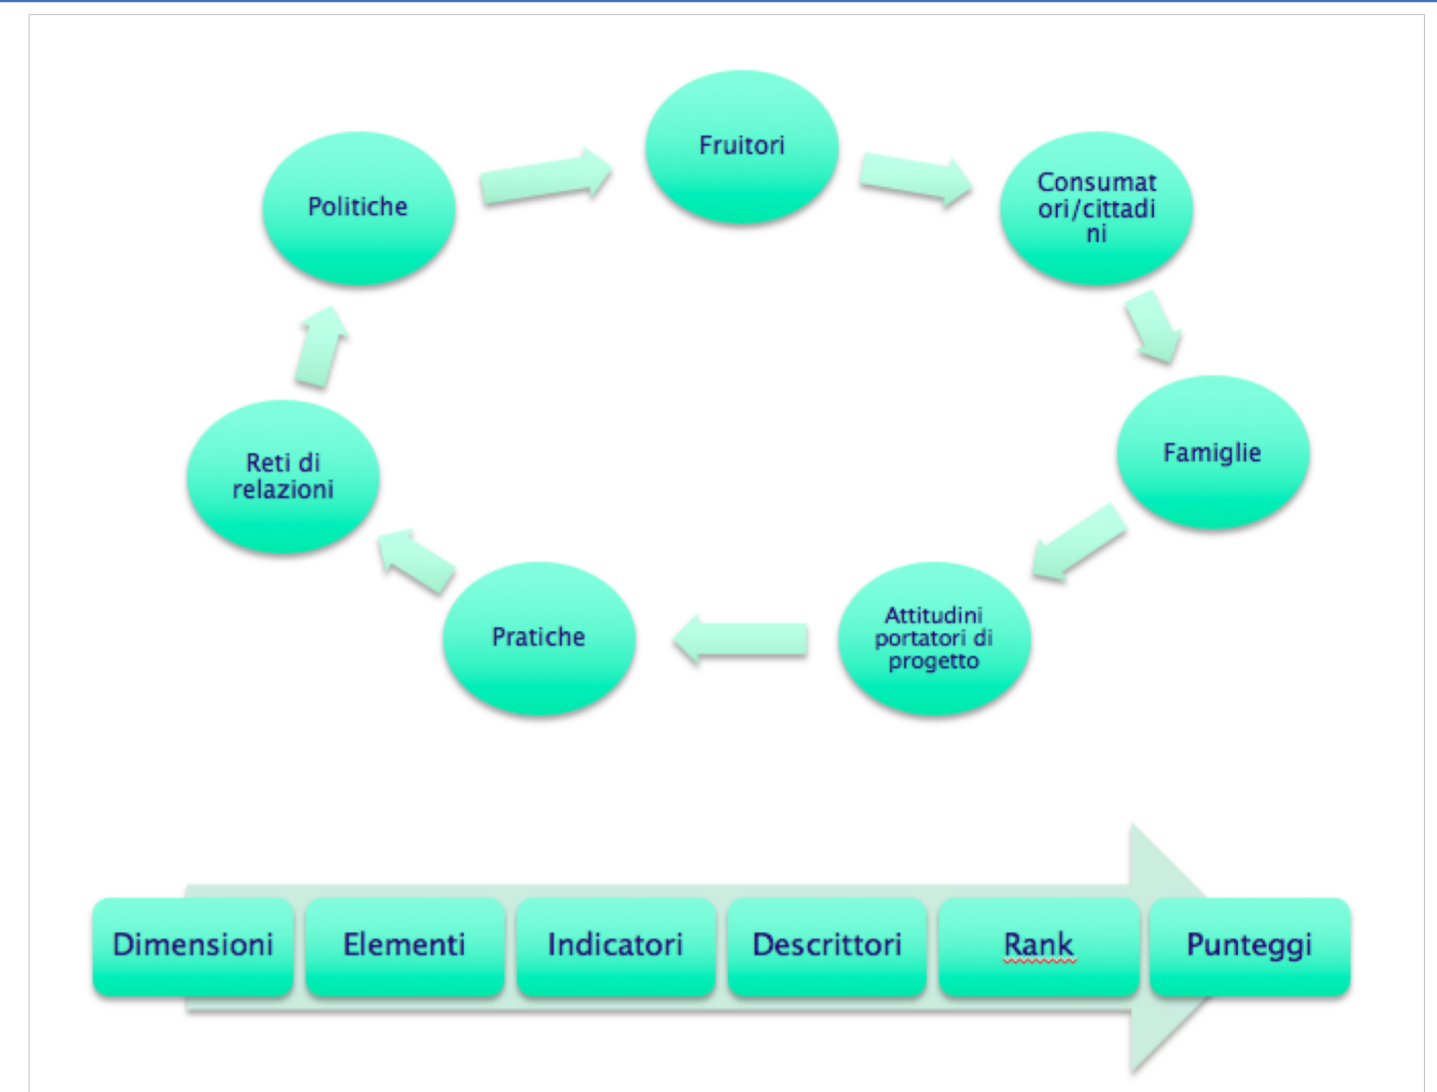 Fruitori
Consumat
ori/cittadi
ni
Famiglie
Attitudini
portatori di
progetto
Pratiche
Reti di
relazioni
Politiche
Dimensioni
Elementi
Indicatori
Descrittori
Rank
Punteggi